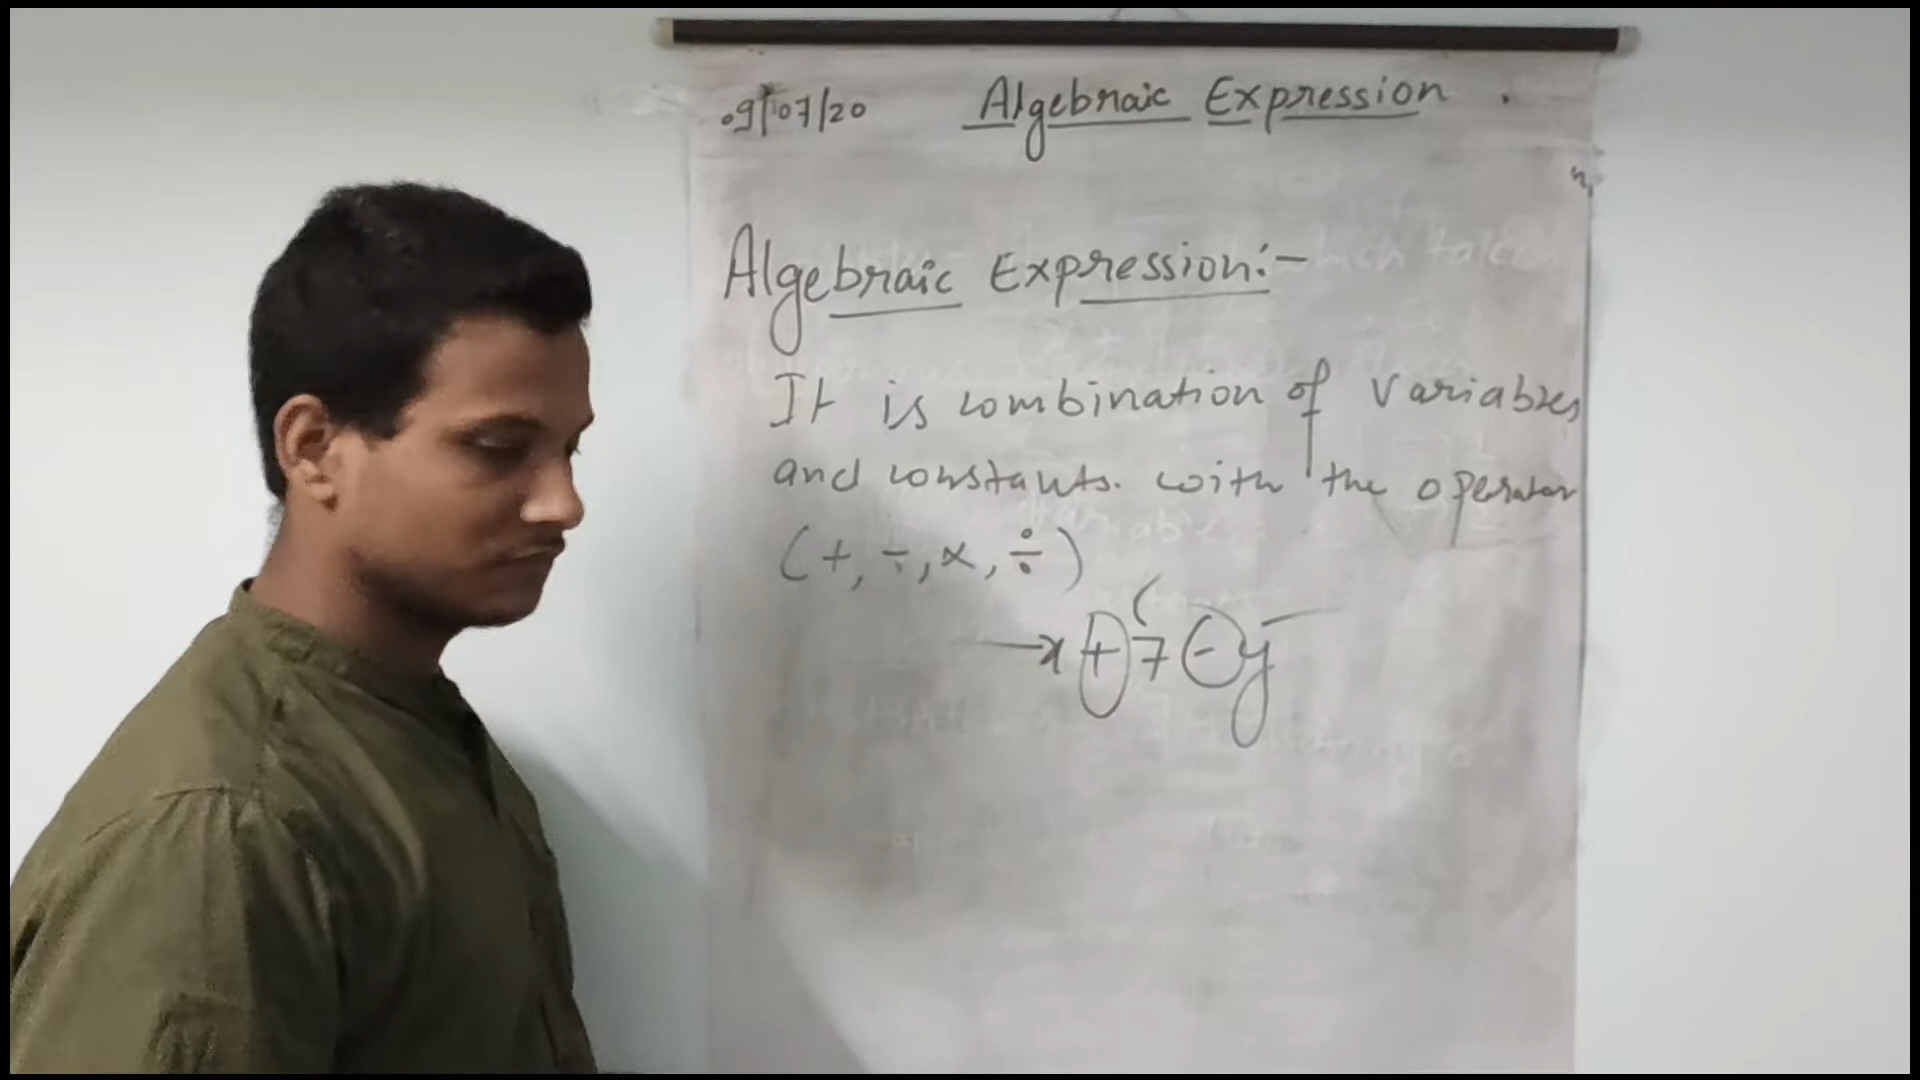 09/07/20 Algebraic Expression .
Algebraic Expression:-
It is combination of variables
and constants. with the operator
(+, ÷, ×, ÷)
→ x + 7 - y